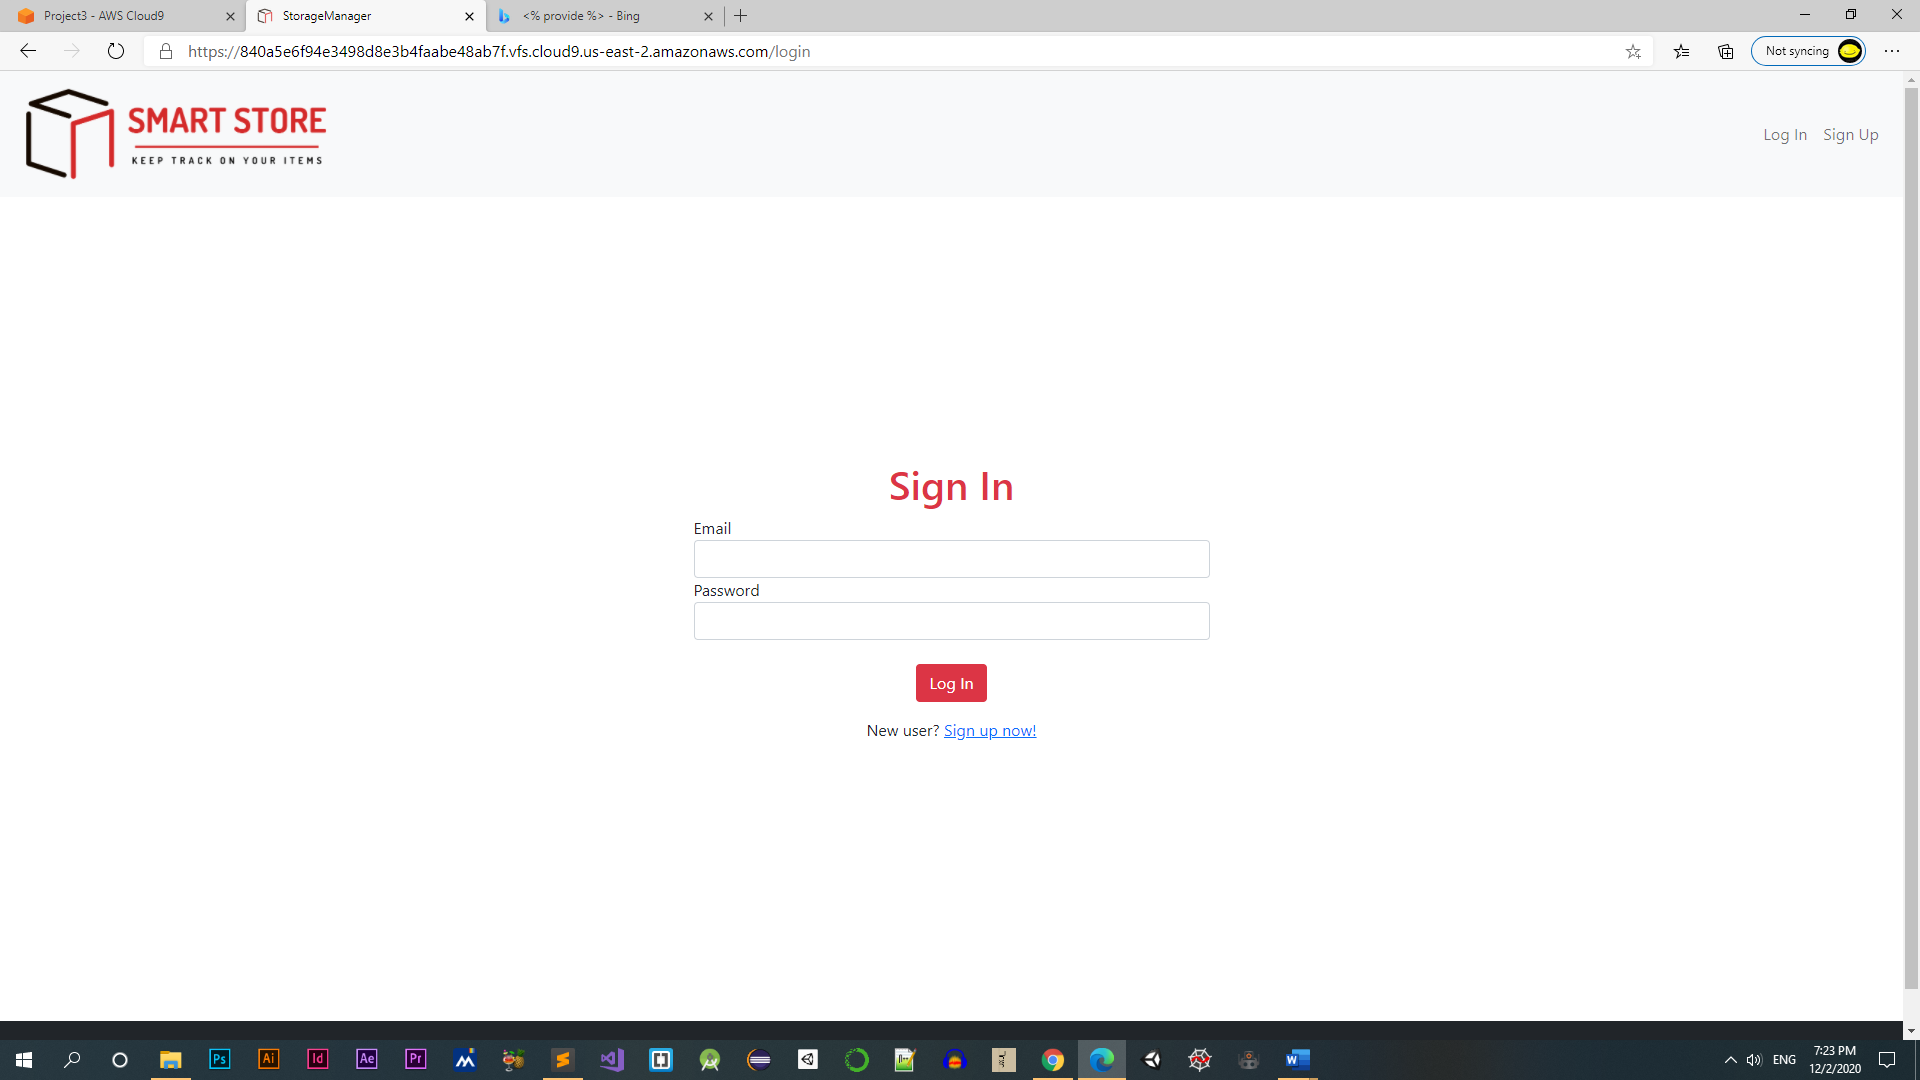 Project3 - AWS Cloud9
StorageManager
<% provide %> - Bing
https://840a5e6f94e3498d8e3b4faabe48ab7f.vfs.cloud9.us-east-2.amazonaws.com/login
Not syncing
SMART STORE
KEEP TRACK ON YOUR ITEMS
Log In
Sign Up
Sign In
Email
Password
Log In
New user? Sign up now!
Ps
Ai
Id
Ae
Pr
W
ENG
7:23 PM
12/2/2020